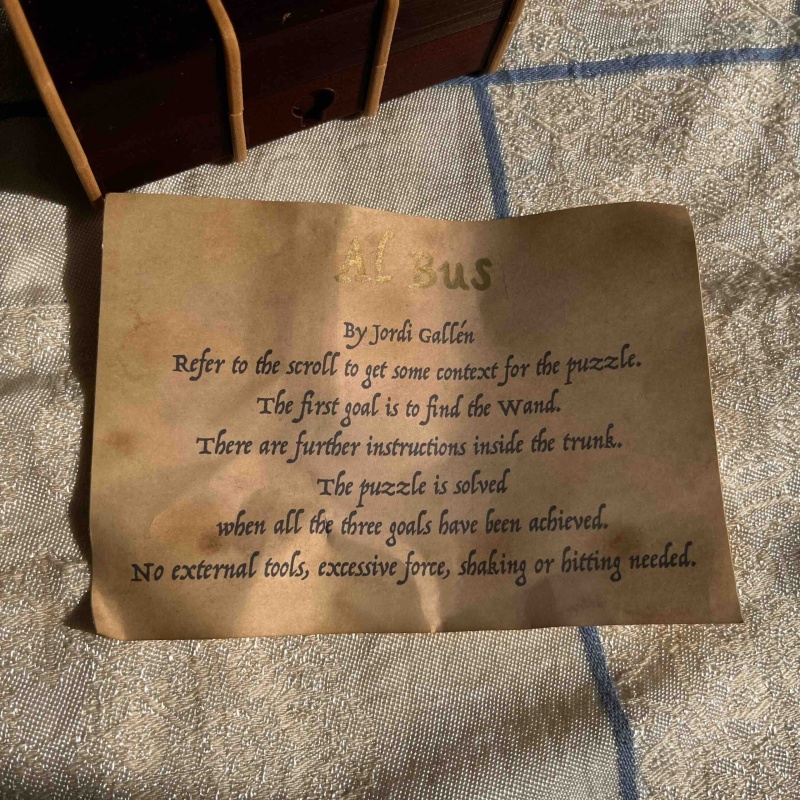 Al Bus
By Jordi Gallén
Refer to the scroll to get some context for the puzzle.
The first goal is to find the Wand.
There are further instructions inside the trunk.
The puzzle is solved
when all the three goals have been achieved.
No external tools, excessive force, shaking or hitting needed.